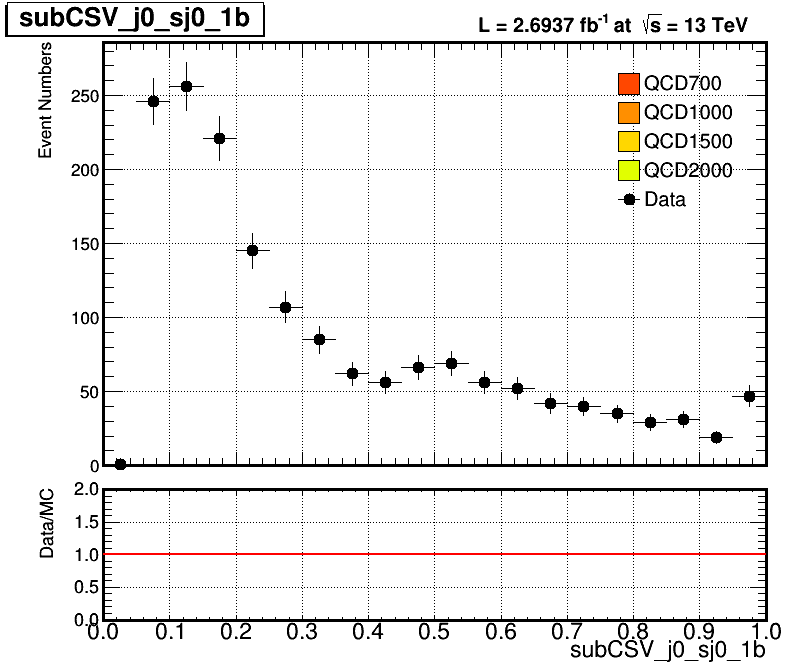 subCSV_j0_sj0_1b
L = 2.6937 fb⁻¹ at √s = 13 TeV
Event Numbers
250
200
150
100
50
0
QCD700
QCD1000
QCD1500
QCD2000
Data
Data/MC
2.0
1.5
1.0
0.5
0.0
0.0 0.1 0.2 0.3 0.4 0.5 0.6 0.7 0.8 0.9 1.0
subCSV_j0_sj0_1b